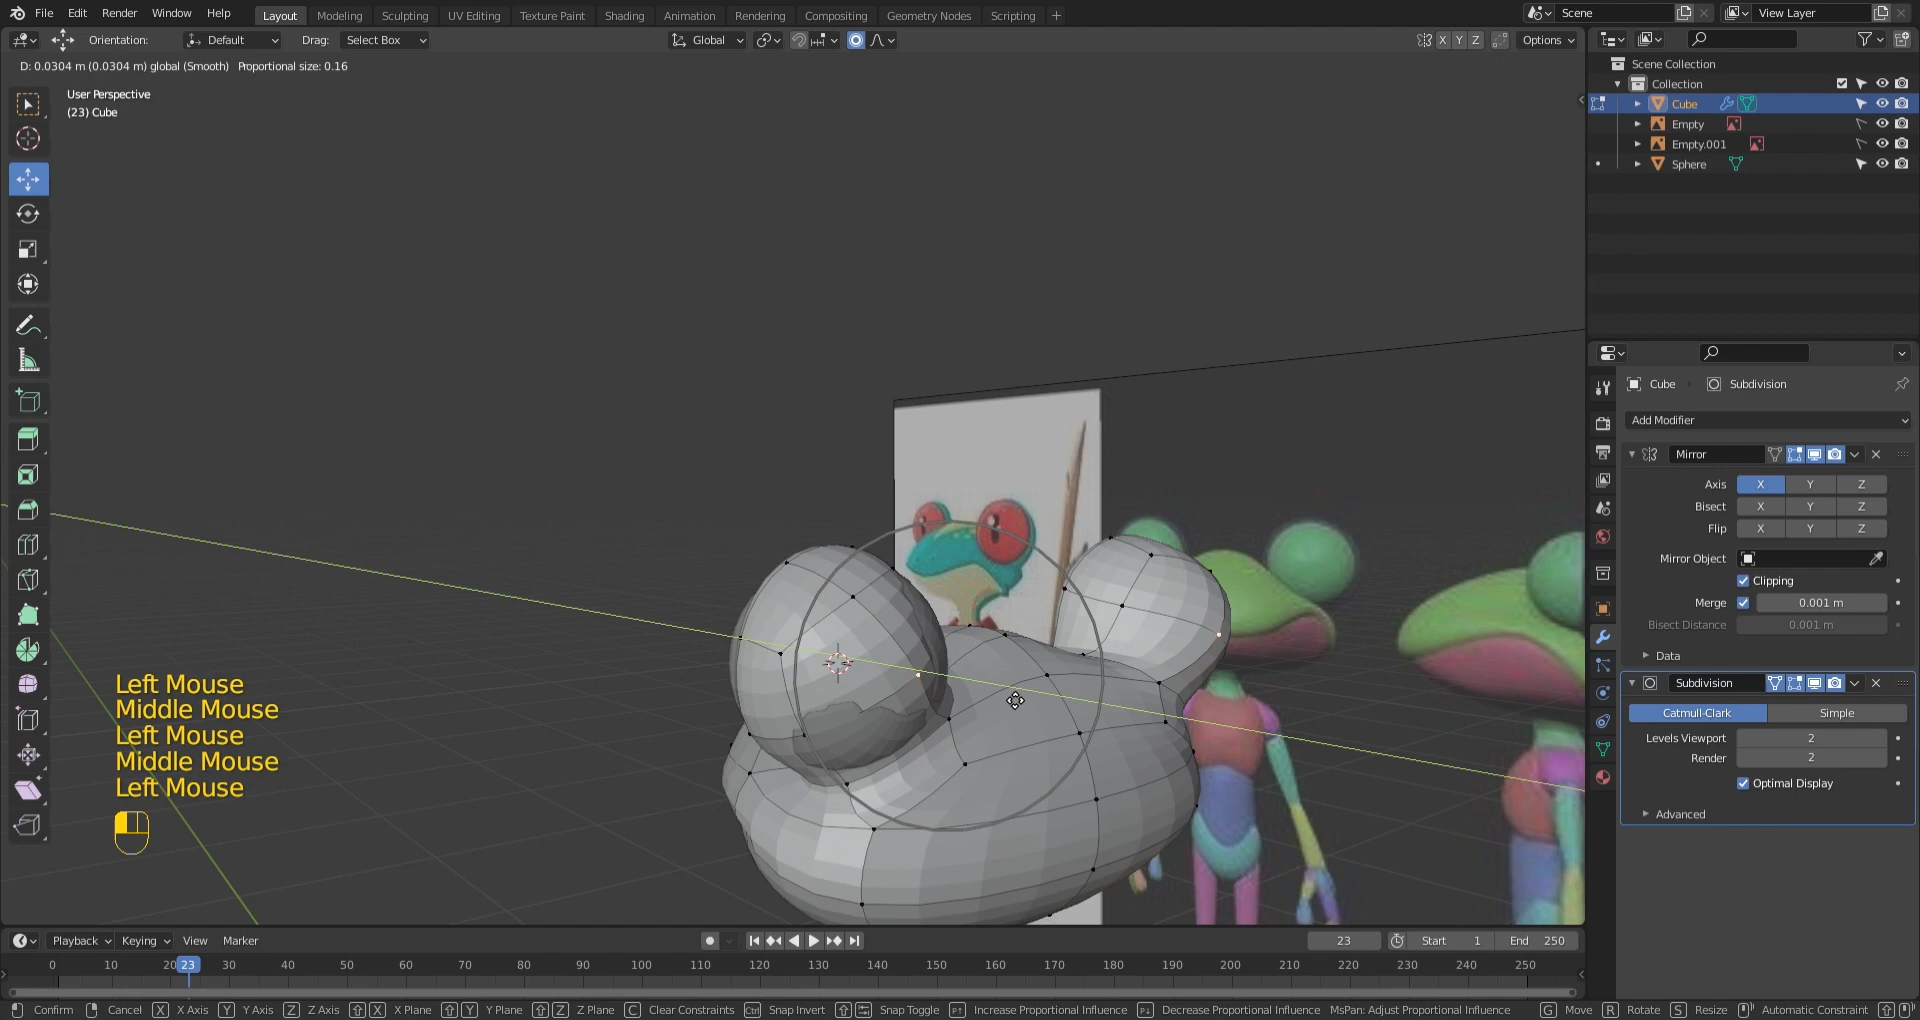 File Edit Render Window Help Layout Modeling Sculpting UV Editing Texture Paint Shading Animation Rendering Compositing Geometry Nodes Scripting + Scene View Layer
Orientation: Default Drag: Select Box Global X Y Z Options
D: 0.0304 m (0.0304 m) global (Smooth) Proportional size: 0.16
User Perspective
(23) Cube
Scene Collection
Collection
Cube
Empty
Empty.001
Sphere
Cube Subdivision
Add Modifier
Mirror
Axis X Y Z
Bisect X Y Z
Flip X Y Z
Mirror Object
Clipping
Merge 0.001 m
Bisect Distance 0.001 m
Data
Subdivision
Catmull-Clark Simple
Levels Viewport 2
Render 2
Optimal Display
Advanced
Left Mouse
Middle Mouse
Left Mouse
Middle Mouse
Left Mouse
Playback Keying View Marker 23 Start 1 End 250
0 10 20 23 30 40 50 60 70 80 90 100 110 120 130 140 150 160 170 180 190 200 210 220 230 240 250
Confirm Cancel X X Axis Y Y Axis Z Z Axis X X Plane Y Y Plane Z Z Plane C Clear Constraints Ctrl Snap Invert Snap Toggle Increase Proportional Influence Decrease Proportional Influence MsPan: Adjust Proportional Influence G Move R Rotate S Resize Automatic Constraint